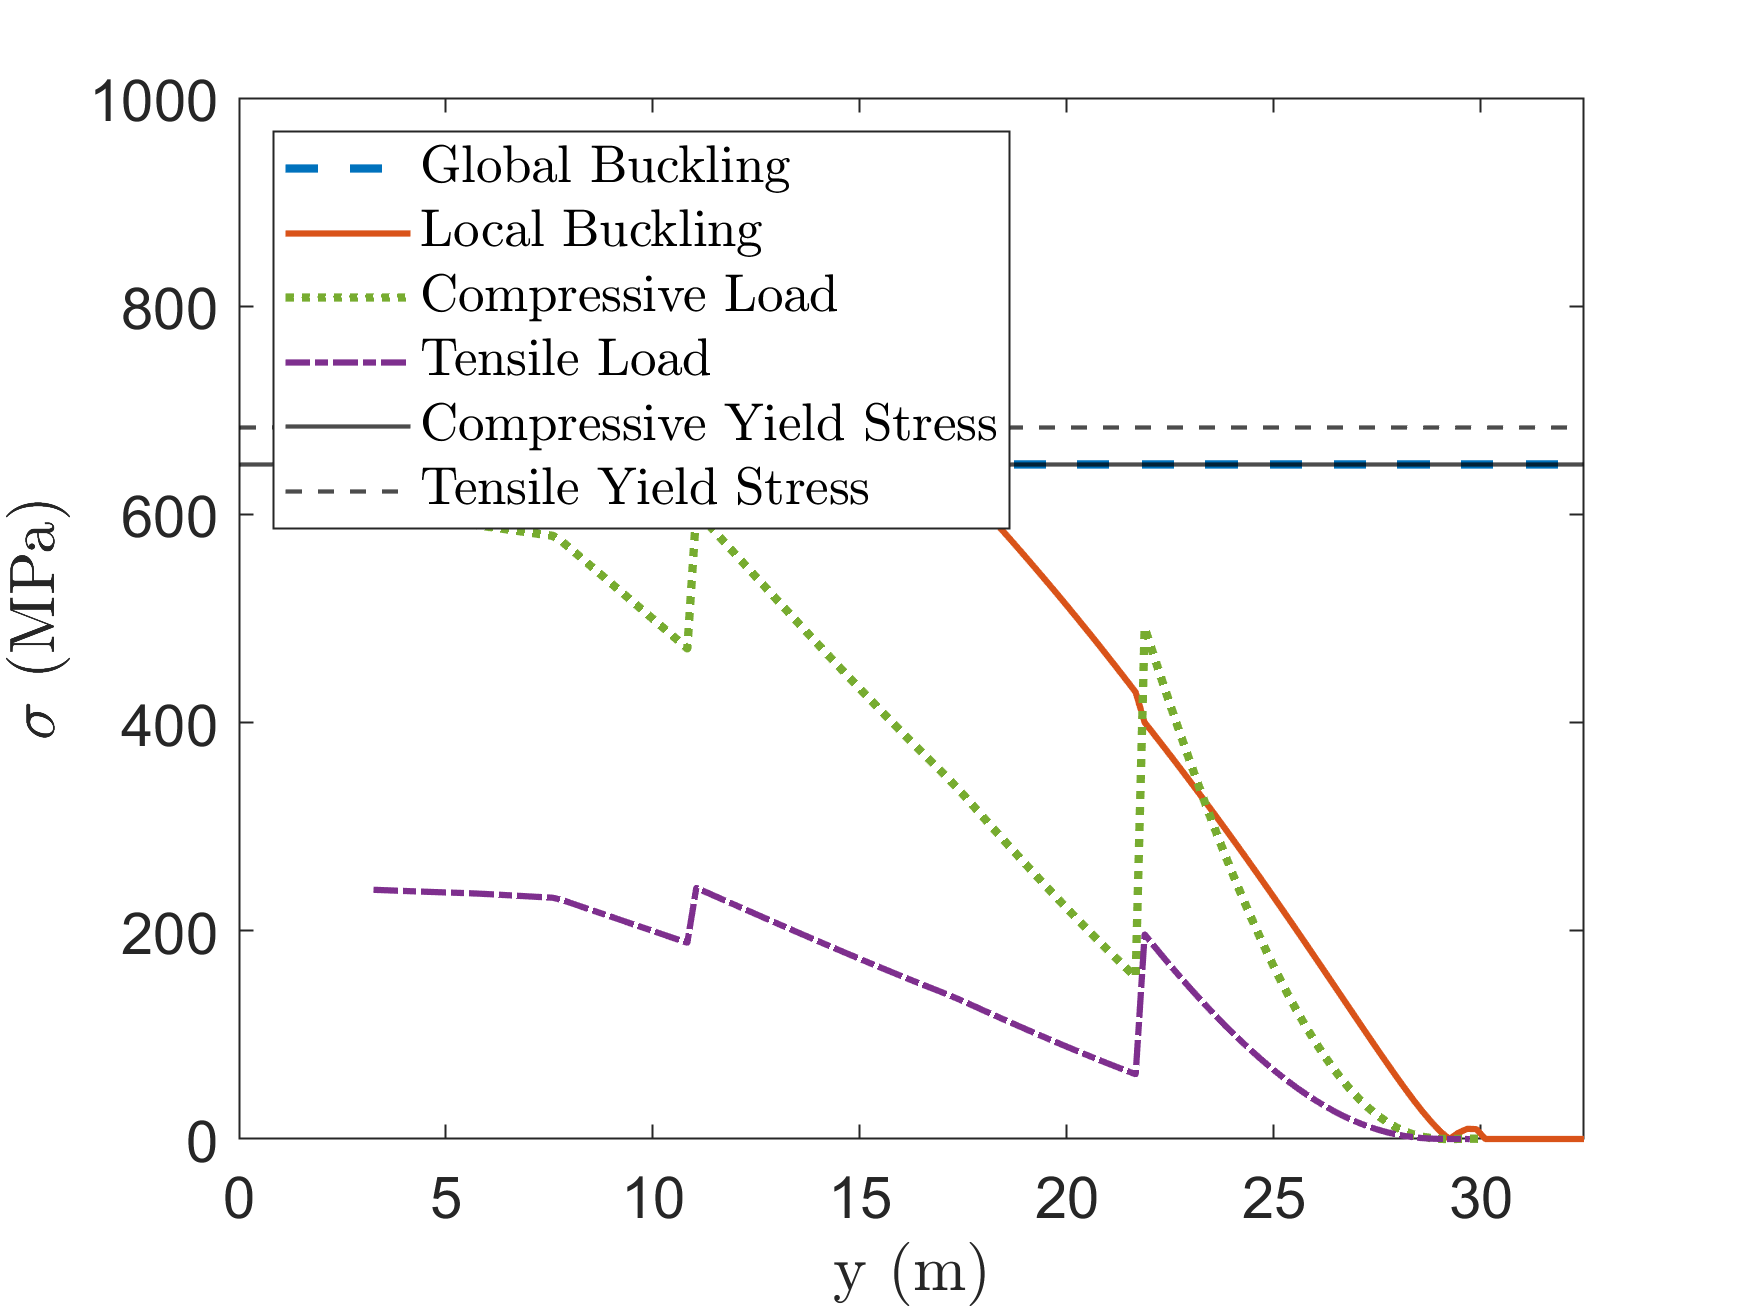 1000
800
600
400
200
0
σ (MPa)
Global Buckling
Local Buckling
Compressive Load
Tensile Load
Compressive Yield Stress
Tensile Yield Stress
0 5 10 15 20 25 30
y (m)